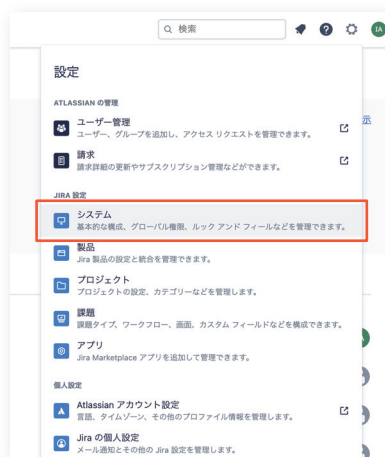 検索
IA
設定
ATLASSIAN の管理
ユーザー管理
ユーザー、グループを追加し、アクセス リクエストを管理できます。
示
請求
請求詳細の更新やサブスクリプション管理などができます。
JIRA 設定
システム
基本的な構成、グローバル権限、ルック アンド フィールなどを管理できます。
製品
Jira 製品の設定と統合を管理できます。
プロジェクト
プロジェクトの設定、カテゴリーなどを管理します。
課題
課題タイプ、ワークフロー、画面、カスタム フィールドなどを構成できます。
アプリ
Jira Marketplace アプリを追加して管理できます。
個人設定
Atlassian アカウント設定
言語、タイムゾーン、その他のプロファイル情報を管理します。
Jira の個人設定
メール通知とその他の Jira 設定を管理します。